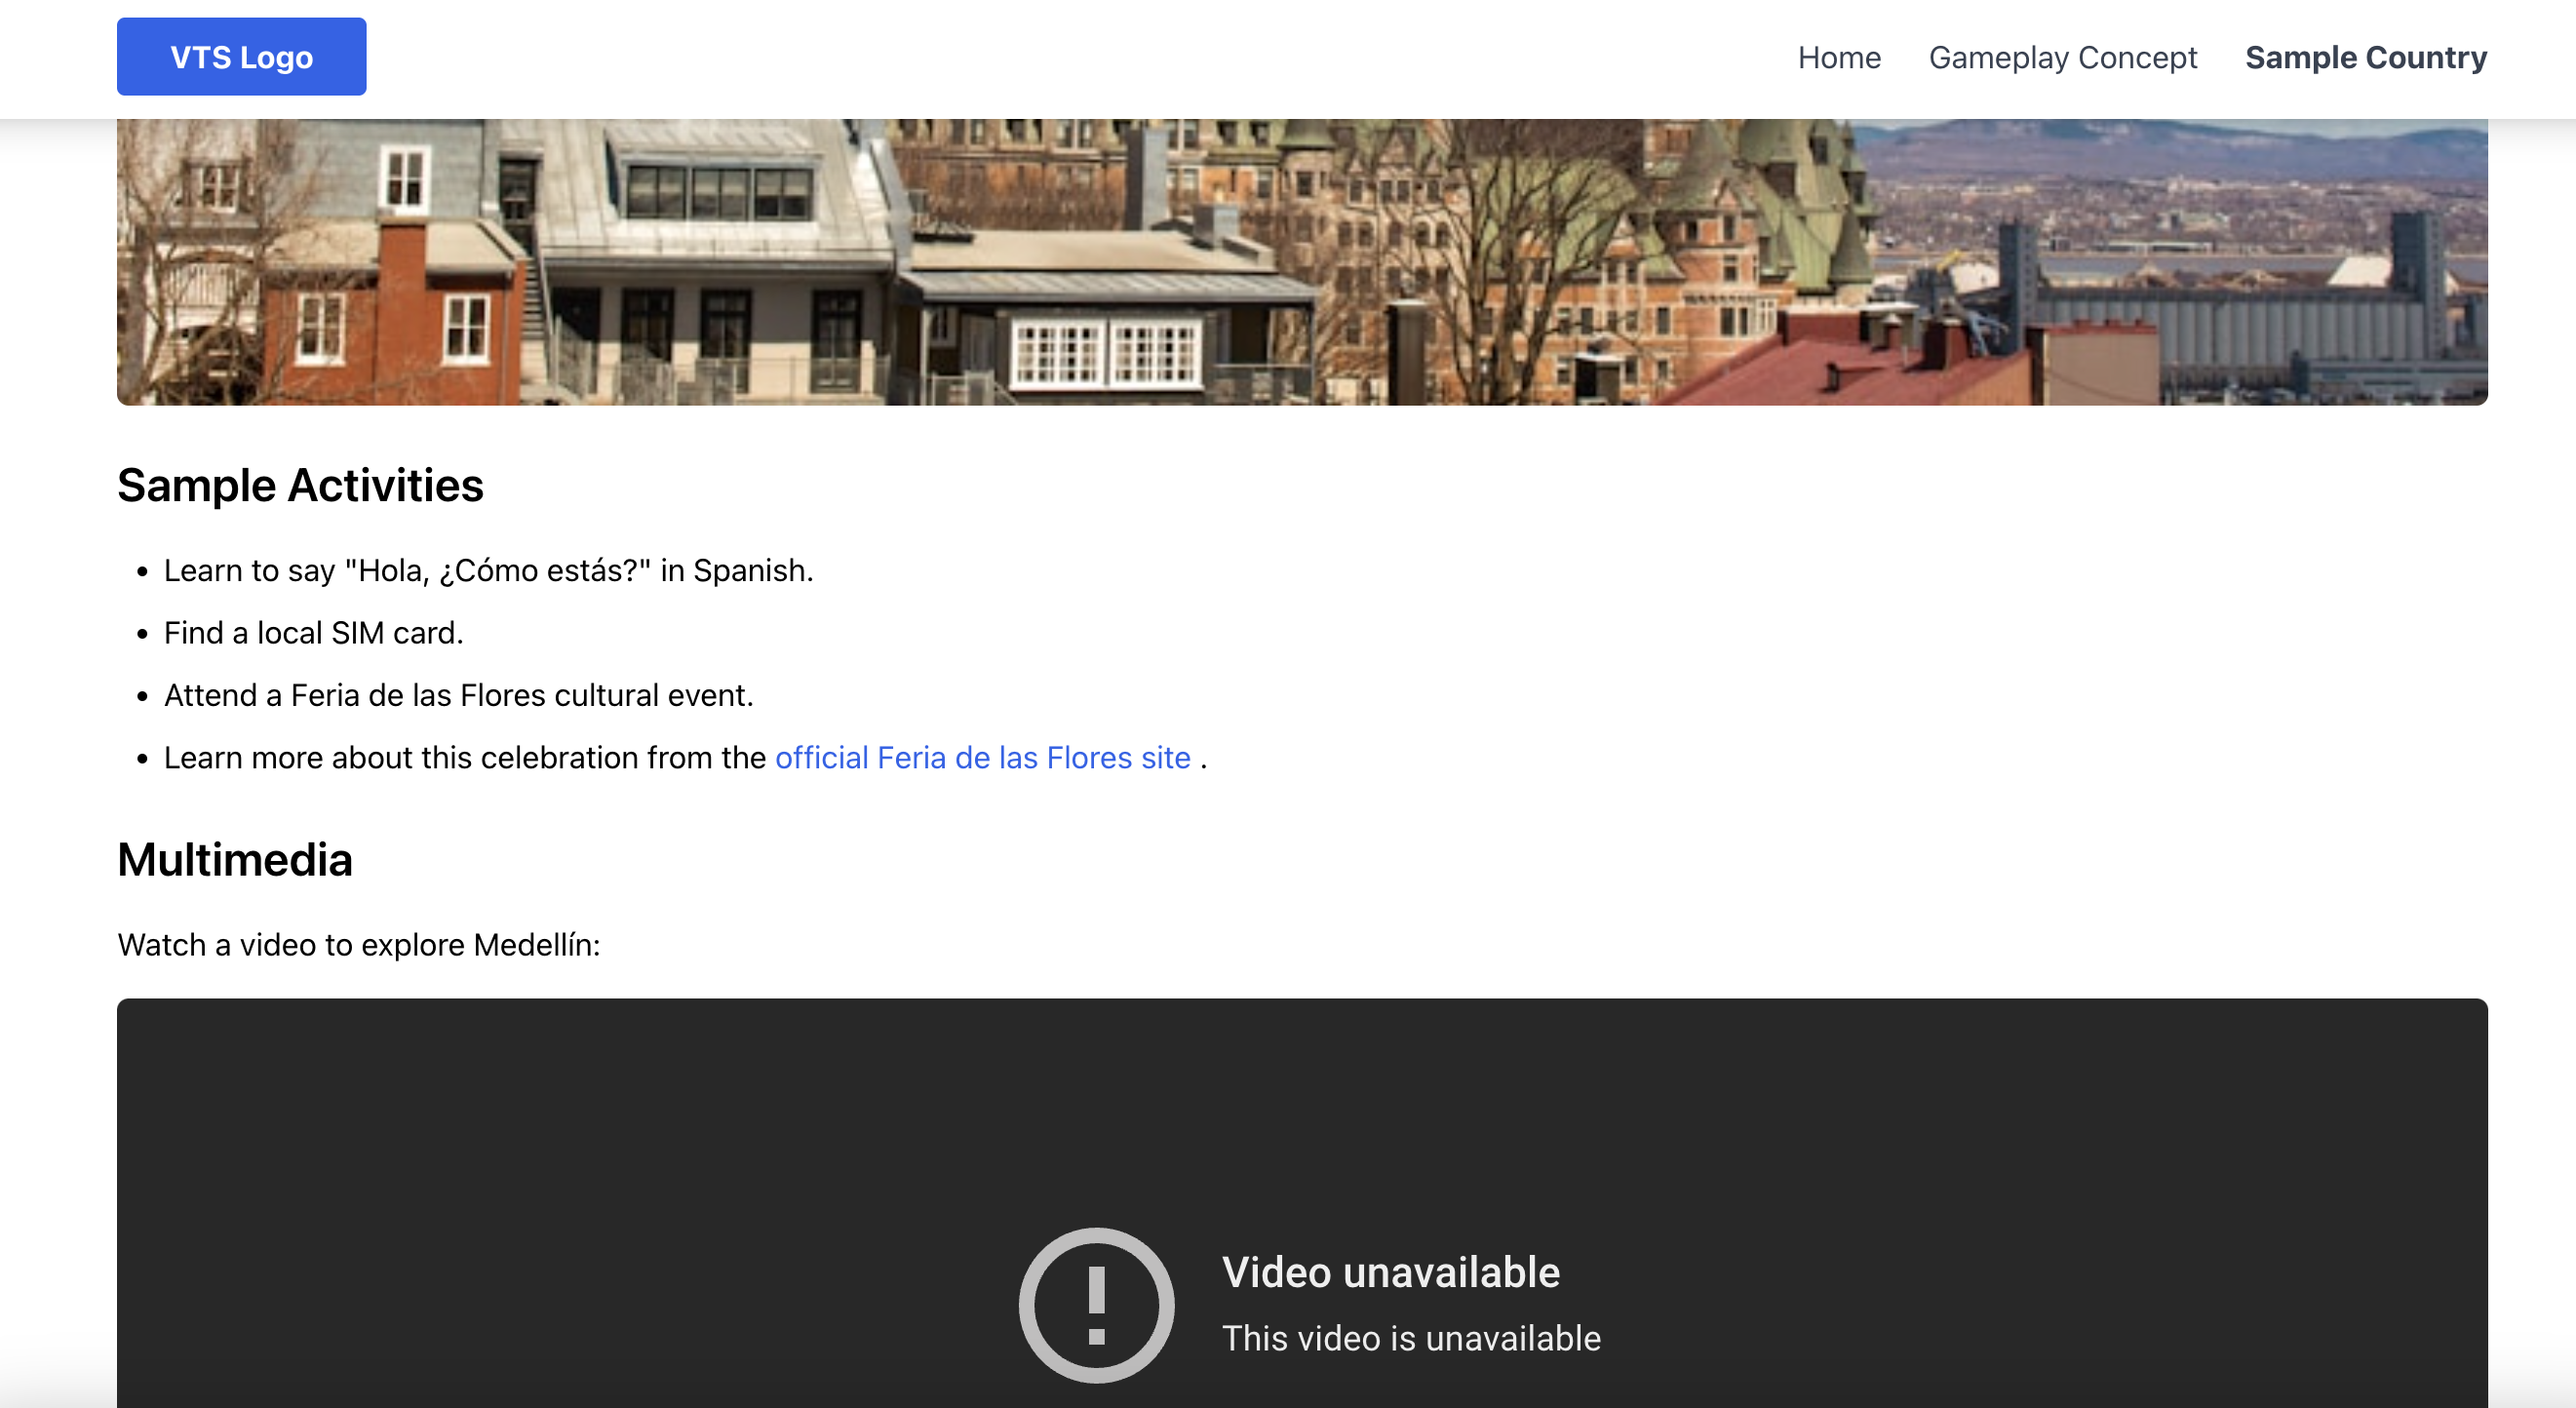 VTS Logo
Home Gameplay Concept Sample Country
Sample Activities
• Learn to say "Hola, ¿Cómo estás?" in Spanish.
• Find a local SIM card.
• Attend a Feria de las Flores cultural event.
• Learn more about this celebration from the official Feria de las Flores site .
Multimedia
Watch a video to explore Medellín:
Video unavailable
This video is unavailable